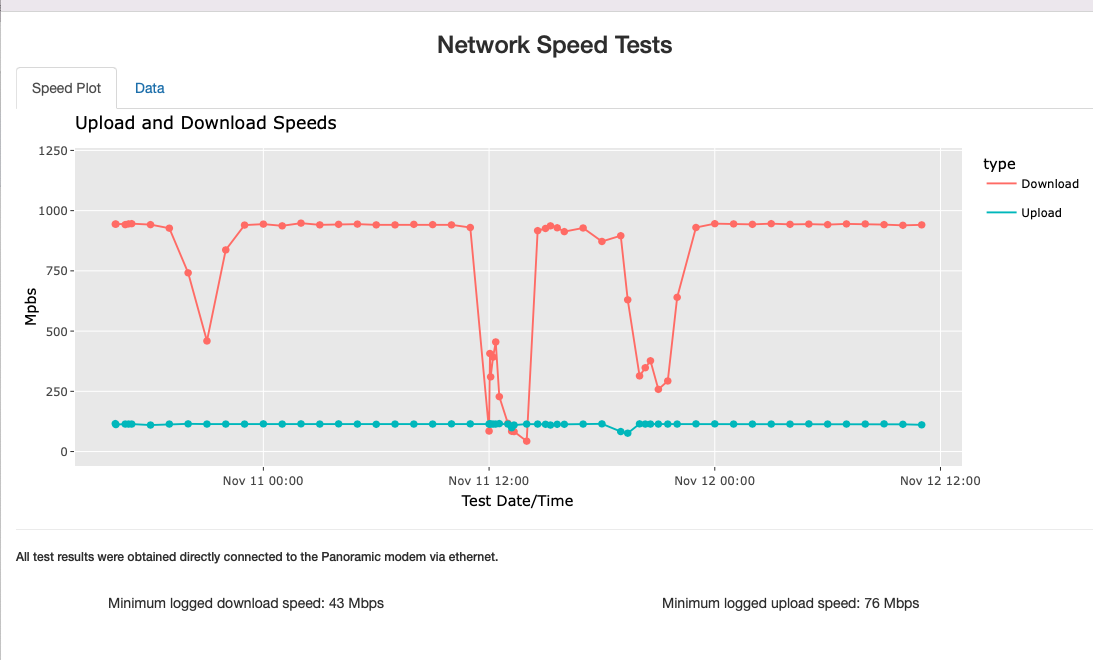 Network Speed Tests
Speed Plot Data
Upload and Download Speeds
1250
1000
750
500
250
0
Mpbs
Nov 11 00:00 Nov 11 12:00 Nov 12 00:00 Nov 12 12:00
Test Date/Time
type
Download
Upload
All test results were obtained directly connected to the Panoramic modem via ethernet.
Minimum logged download speed: 43 Mbps Minimum logged upload speed: 76 Mbps